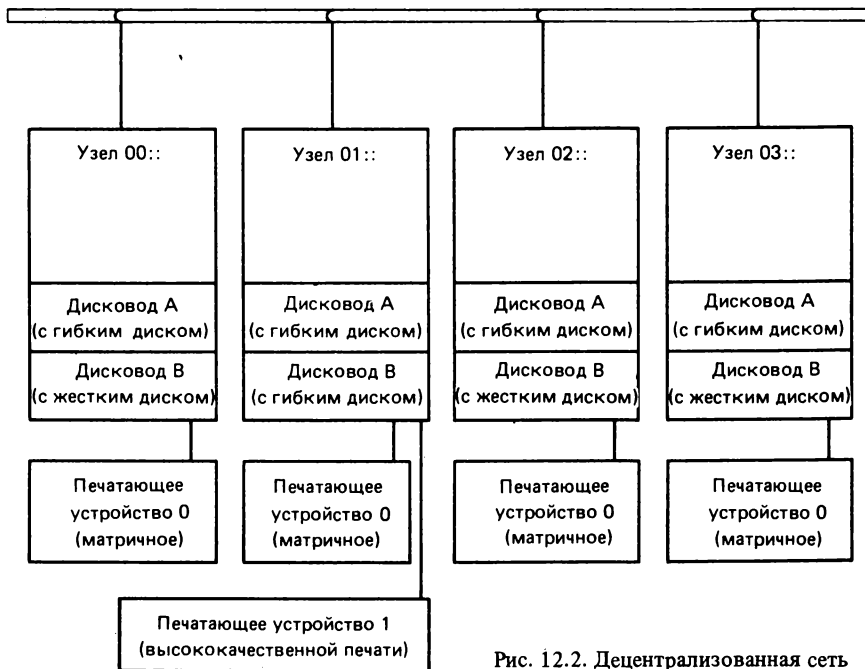 Узел 00::
Узел 01::
Узел 02::
Узел 03::
Дисковод А
(с гибким диском)
Дисковод А
(с гибким диском)
Дисковод А
(с гибким диском)
Дисковод А
(с гибким диском)
Дисковод В
(с жестким диском)
Дисковод В
(с гибким диском)
Дисковод В
(с жестким диском)
Дисковод В
(с жестким диском)
Печатающее
устройство 0
(матричное)
Печатающее
устройство 0
(матричное)
Печатающее
устройство 0
(матричное)
Печатающее
устройство 0
(матричное)
Печатающее устройство 1
(высококачественной печати)
Рис. 12.2. Децентрализованная сеть